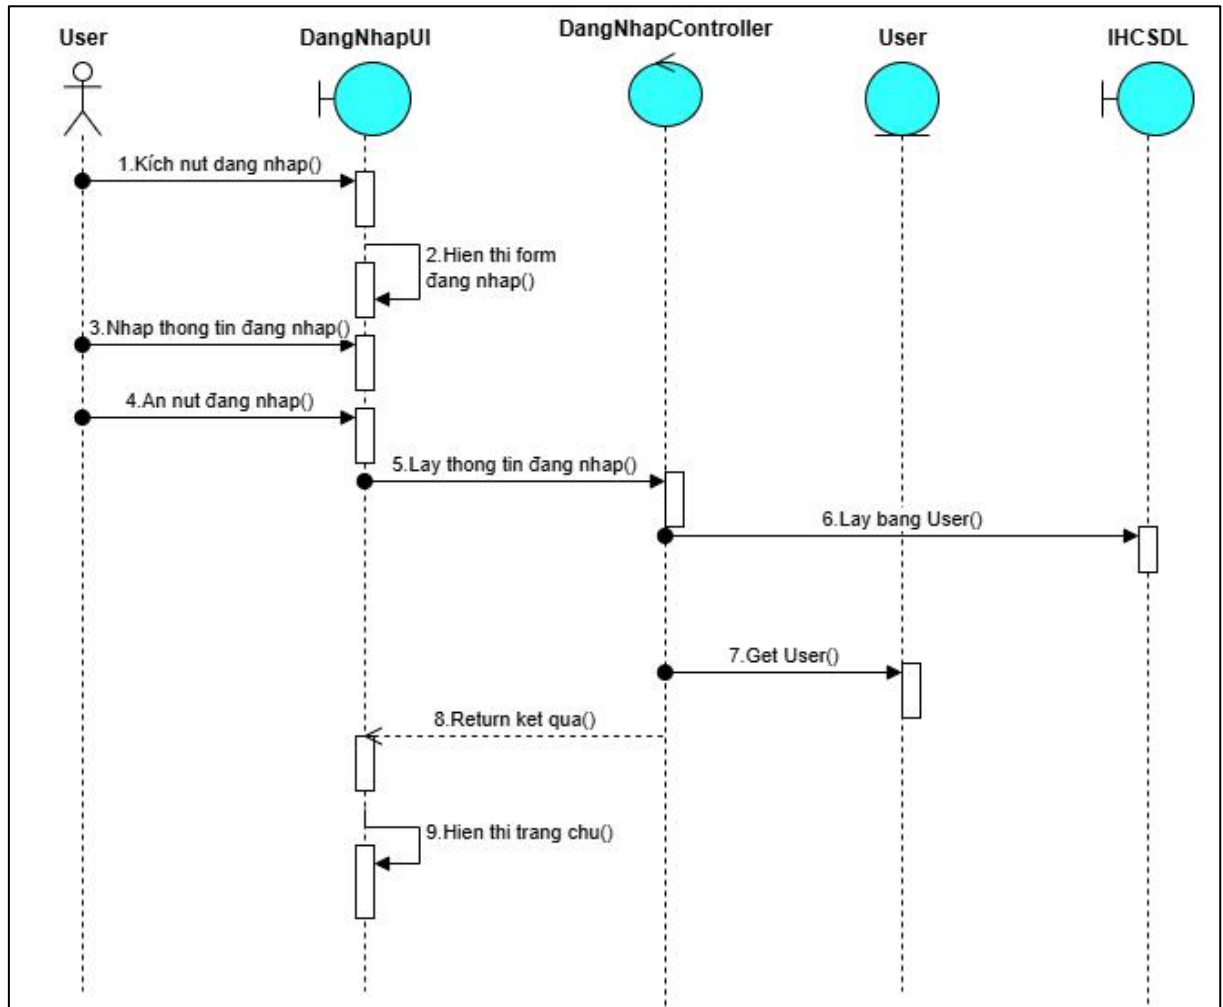 User
DangNhapUI
DangNhapController
User
IHCSDL
1.Kích nut dang nhap()
2.Hien thi form
đang nhap()
3.Nhap thong tin đang nhap()
4.An nut đang nhap()
5.Lay thong tin đang nhap()
6.Lay bang User()
7.Get User()
8.Return ket qua()
9.Hien thi trang chu()